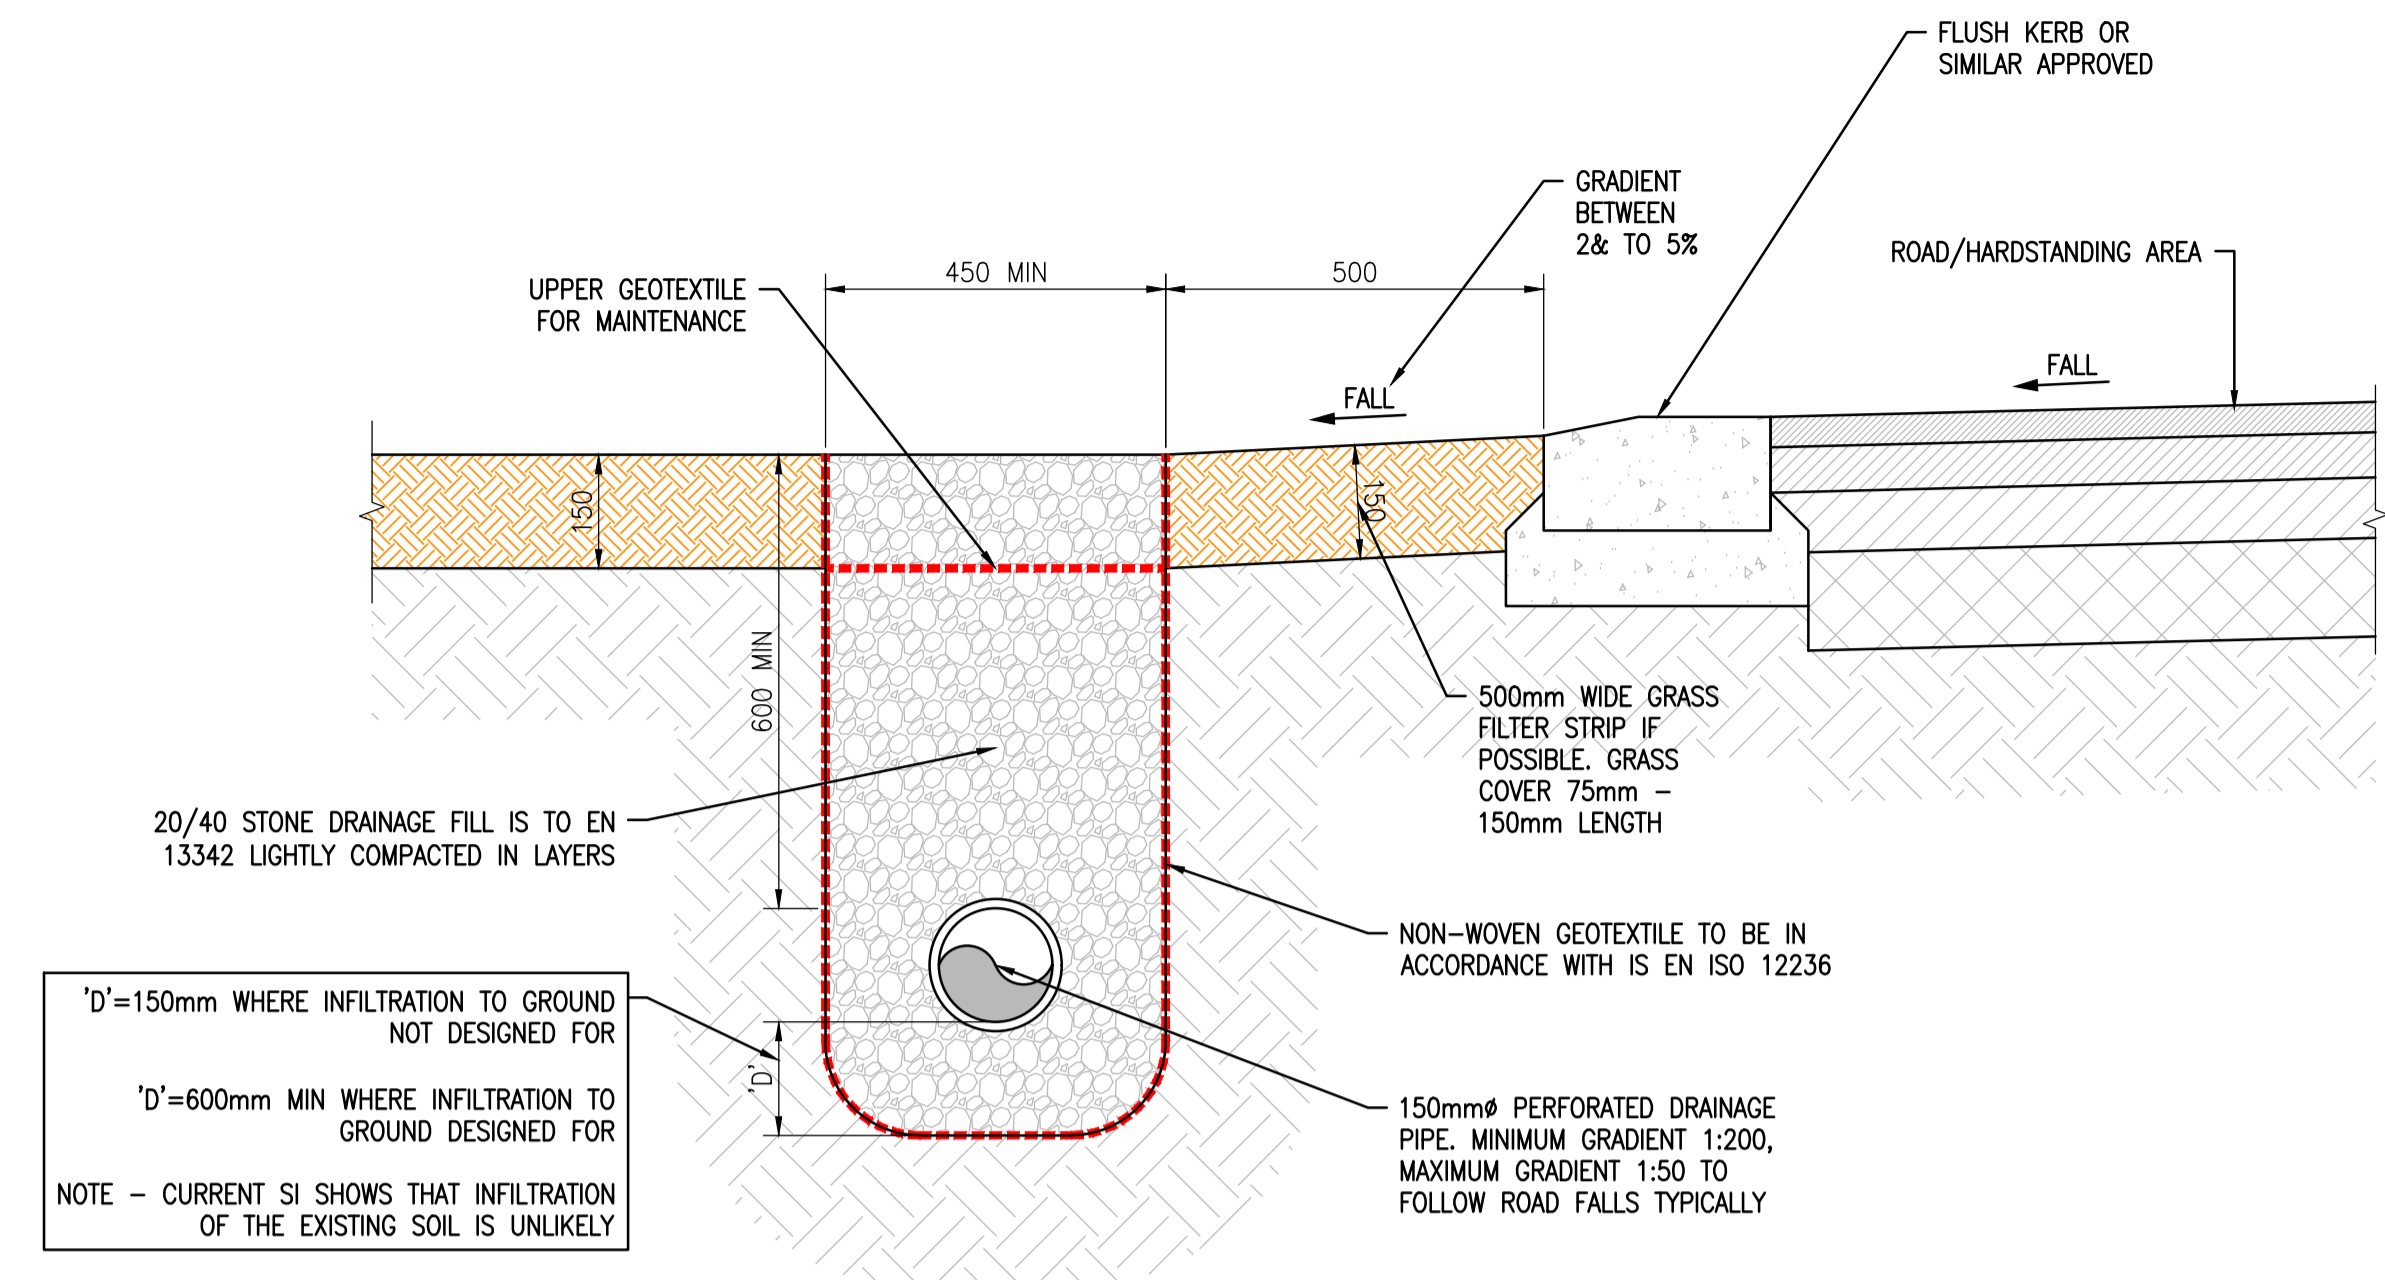 FLUSH KERB OR
SIMILAR APPROVED
GRADIENT
BETWEEN
2& TO 5%
ROAD/HARDSTANDING AREA
450 MIN
500
UPPER GEOTEXTILE
FOR MAINTENANCE
FALL
FALL
150
150
600 MIN
500mm WIDE GRASS
FILTER STRIP IF
POSSIBLE. GRASS
COVER 75mm –
150mm LENGTH
20/40 STONE DRAINAGE FILL IS TO EN
13342 LIGHTLY COMPACTED IN LAYERS
NON–WOVEN GEOTEXTILE TO BE IN
ACCORDANCE WITH IS EN ISO 12236
'D'=150mm WHERE INFILTRATION TO GROUND
NOT DESIGNED FOR
'D'=600mm MIN WHERE INFILTRATION TO
GROUND DESIGNED FOR
NOTE – CURRENT SI SHOWS THAT INFILTRATION
OF THE EXISTING SOIL IS UNLIKELY
'D'
150mmø PERFORATED DRAINAGE
PIPE. MINIMUM GRADIENT 1:200,
MAXIMUM GRADIENT 1:50 TO
FOLLOW ROAD FALLS TYPICALLY